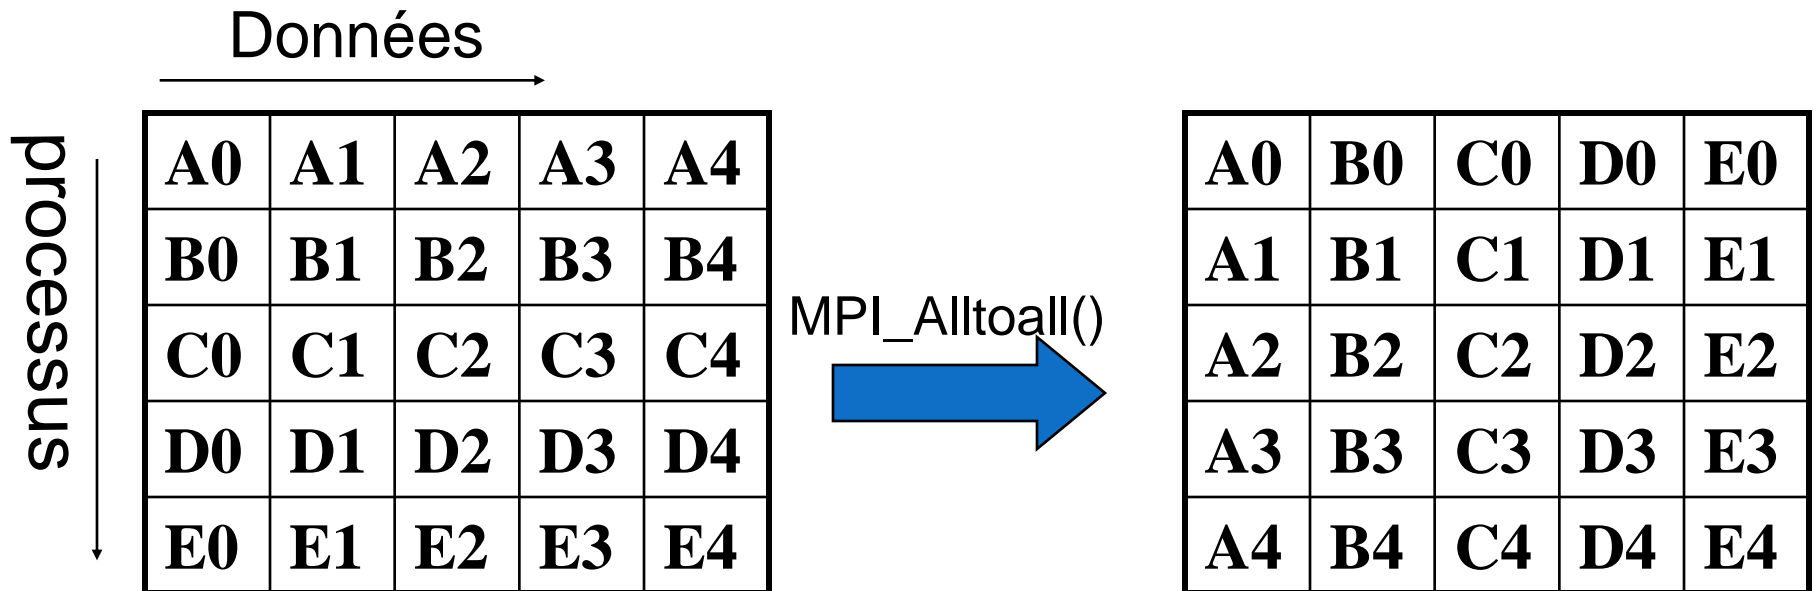 Données
processus
A0 A1 A2 A3 A4
B0 B1 B2 B3 B4
C0 C1 C2 C3 C4
D0 D1 D2 D3 D4
E0 E1 E2 E3 E4
MPI_Alltoall()
A0 B0 C0 D0 E0
A1 B1 C1 D1 E1
A2 B2 C2 D2 E2
A3 B3 C3 D3 E3
A4 B4 C4 D4 E4